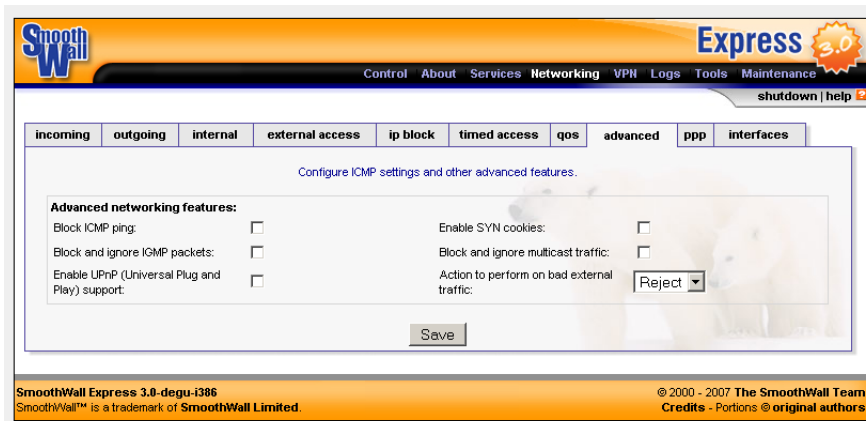 Smooth
Wall
Express 3.0
Control About Services Networking VPN Logs Tools Maintenance
shutdown | help ?
incoming outgoing internal external access ip block timed access qos advanced ppp interfaces
Configure ICMP settings and other advanced features.
Advanced networking features:
Block ICMP ping: Enable SYN cookies:
Block and ignore IGMP packets: Block and ignore multicast traffic:
Enable UPnP (Universal Plug and
Play) support:
Action to perform on bad external
traffic:
Reject
Save
SmoothWall Express 3.0-degu-i386 © 2000 - 2007 The SmoothWall Team
SmoothWall™ is a trademark of SmoothWall Limited. Credits - Portions © original authors